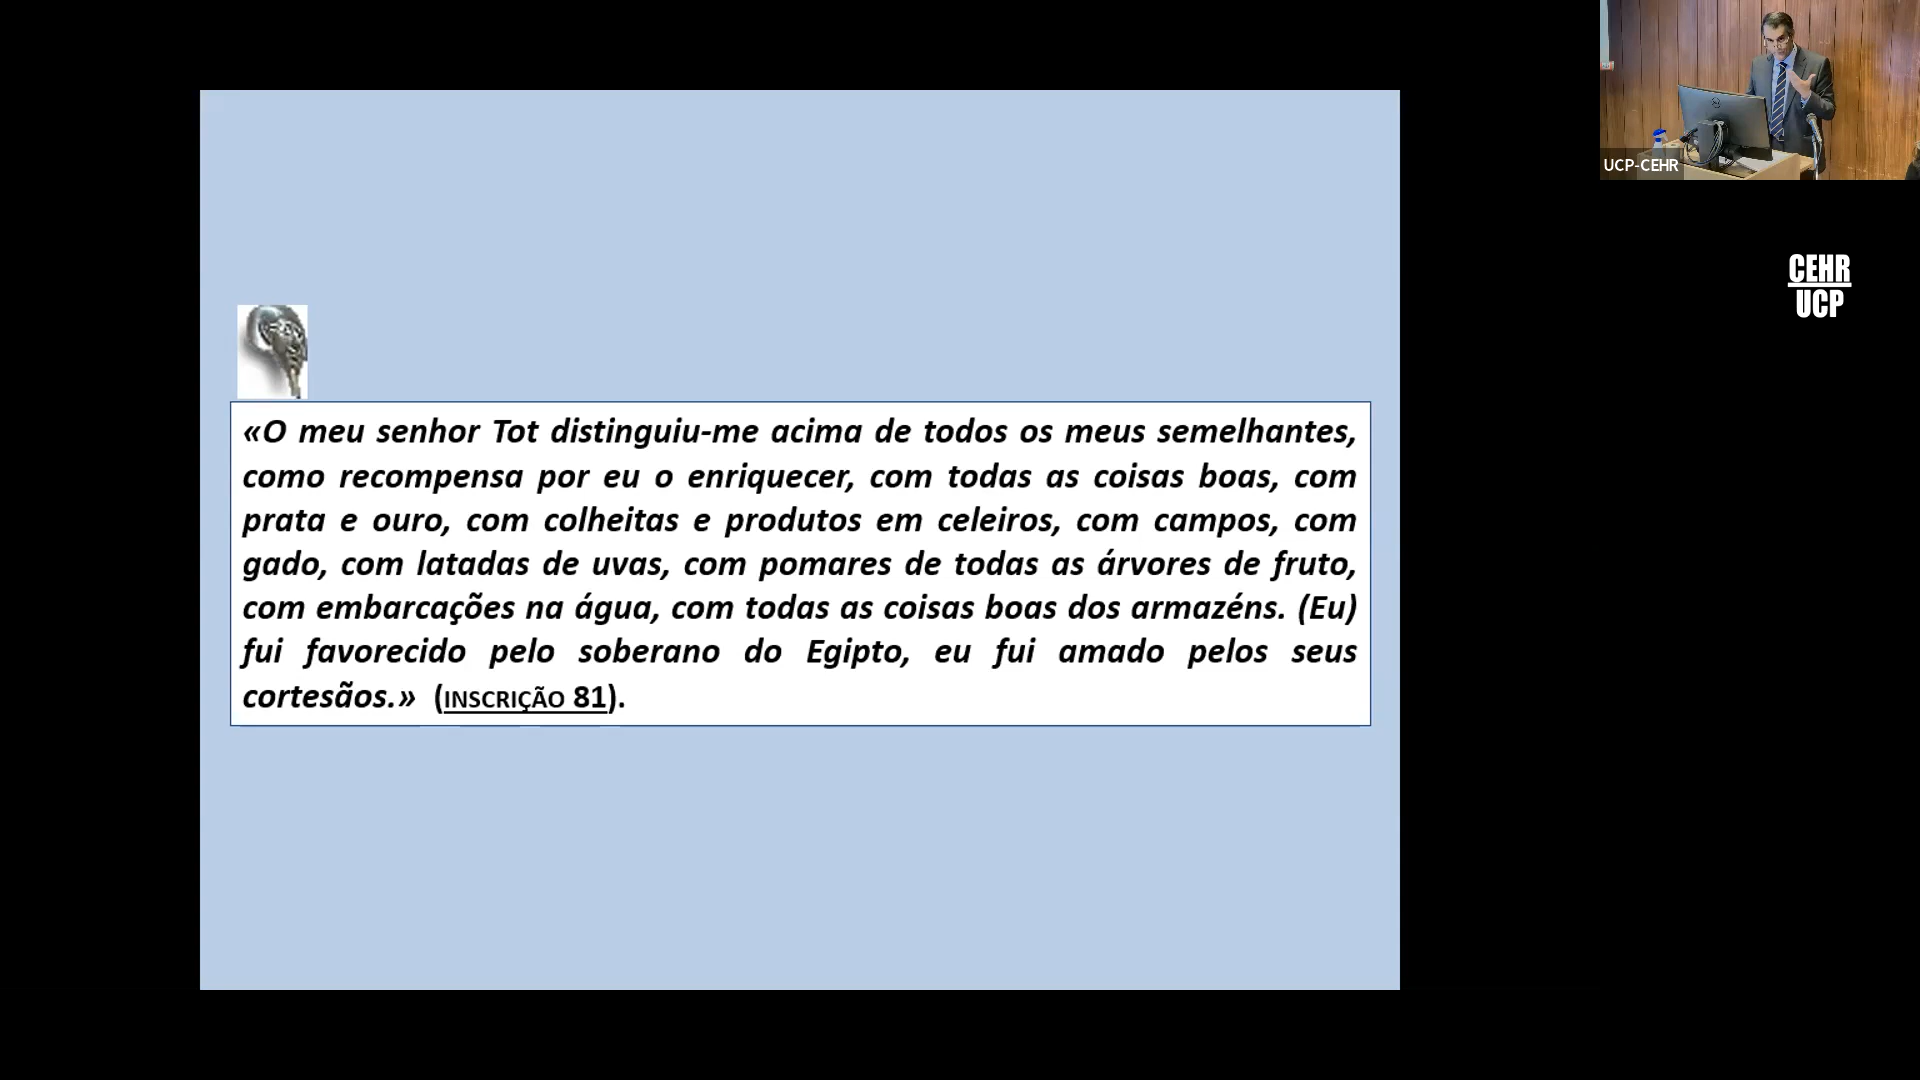 «O meu senhor Tot distinguiu-me acima de todos os meus semelhantes,
como recompensa por eu o enriquecer, com todas as coisas boas, com
prata e ouro, com colheitas e produtos em celeiros, com campos, com
gado, com latadas de uvas, com pomares de todas as árvores de fruto,
com embarcações na água, com todas as coisas boas dos armazéns. (Eu)
fui favorecido pelo soberano do Egipto, eu fui amado pelos seus
cortesãos.» (INSCRIÇÃO 81).
UCP-CEHR
CEHR
UCP